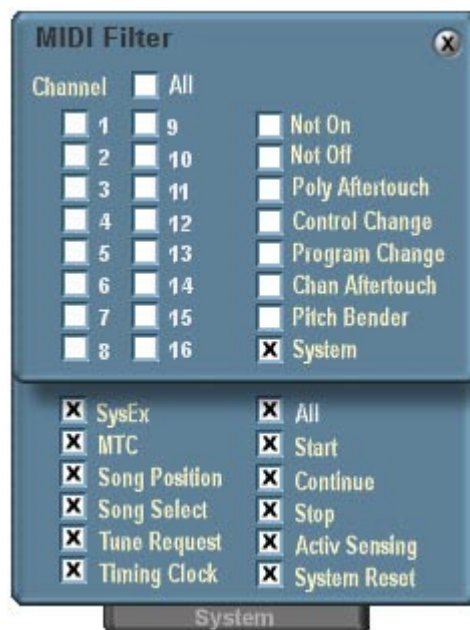 MIDI Filter
Channel All
1 9 Not On
2 10 Not Off
3 11 Poly Aftertouch
4 12 Control Change
5 13 Program Change
6 14 Chan Aftertouch
7 15 Pitch Bender
8 16 System
SysEx All
MTC Start
Song Position Continue
Song Select Stop
Tune Request Activ Sensing
Timing Clock System Reset
System